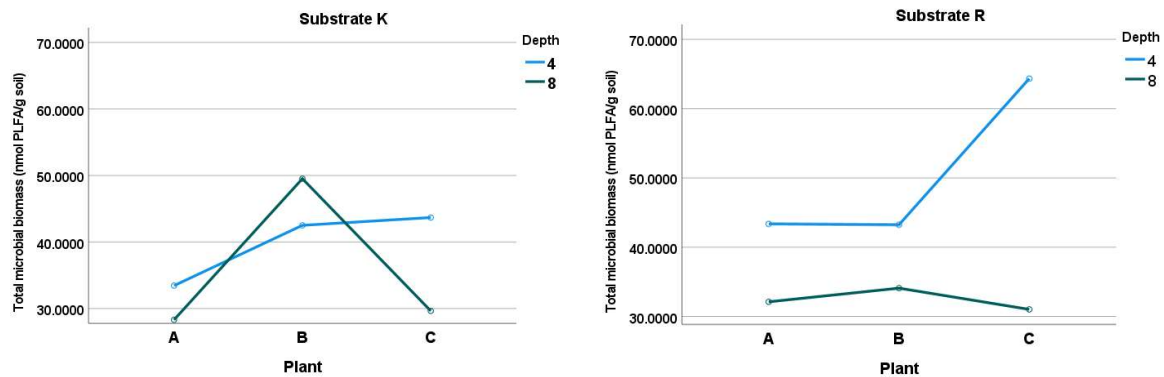 Substrate K
Total microbial biomass (nmol PLFA/g soil)
70.0000
60.0000
50.0000
40.0000
30.0000
A B C
Plant
Depth
4
8
Substrate R
Total microbial biomass (nmol PLFA/g soil)
70.0000
60.0000
50.0000
40.0000
30.0000
A B C
Plant
Depth
4
8